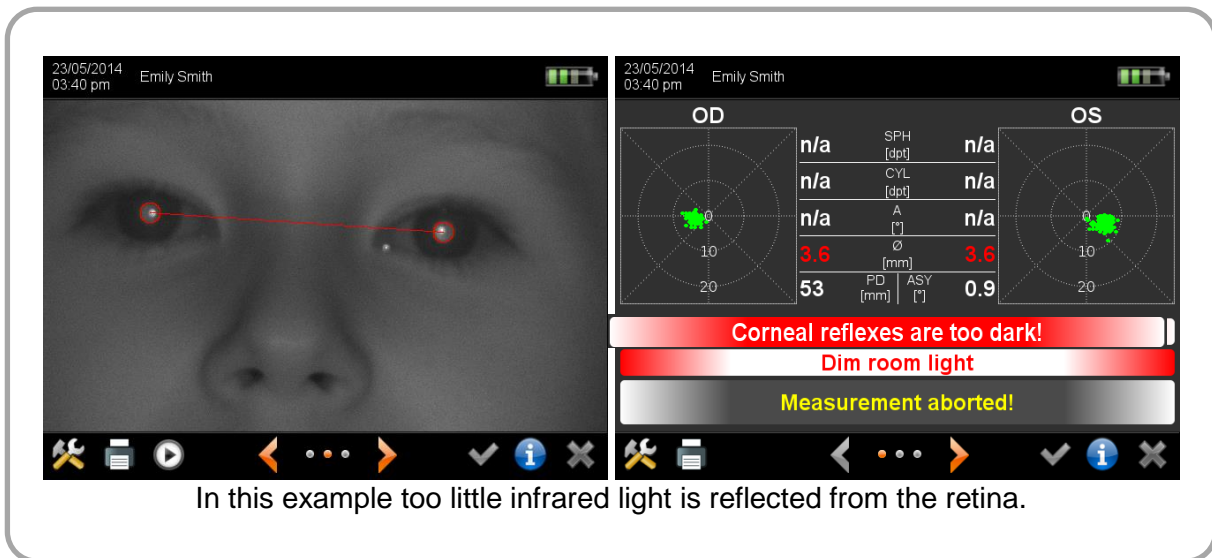 23/05/2014
03:40 pm
Emily Smith
23/05/2014
03:40 pm
Emily Smith
OD
OS
n/a SPH [dpt] n/a
n/a CYL [dpt] n/a
n/a A [°] n/a
3.6 Ø [mm] 3.6
53 PD [mm] ASY [°] 0.9
0
10
20
0
10
20
Corneal reflexes are too dark!
Dim room light
Measurement aborted!
i
i
In this example too little infrared light is reflected from the retina.